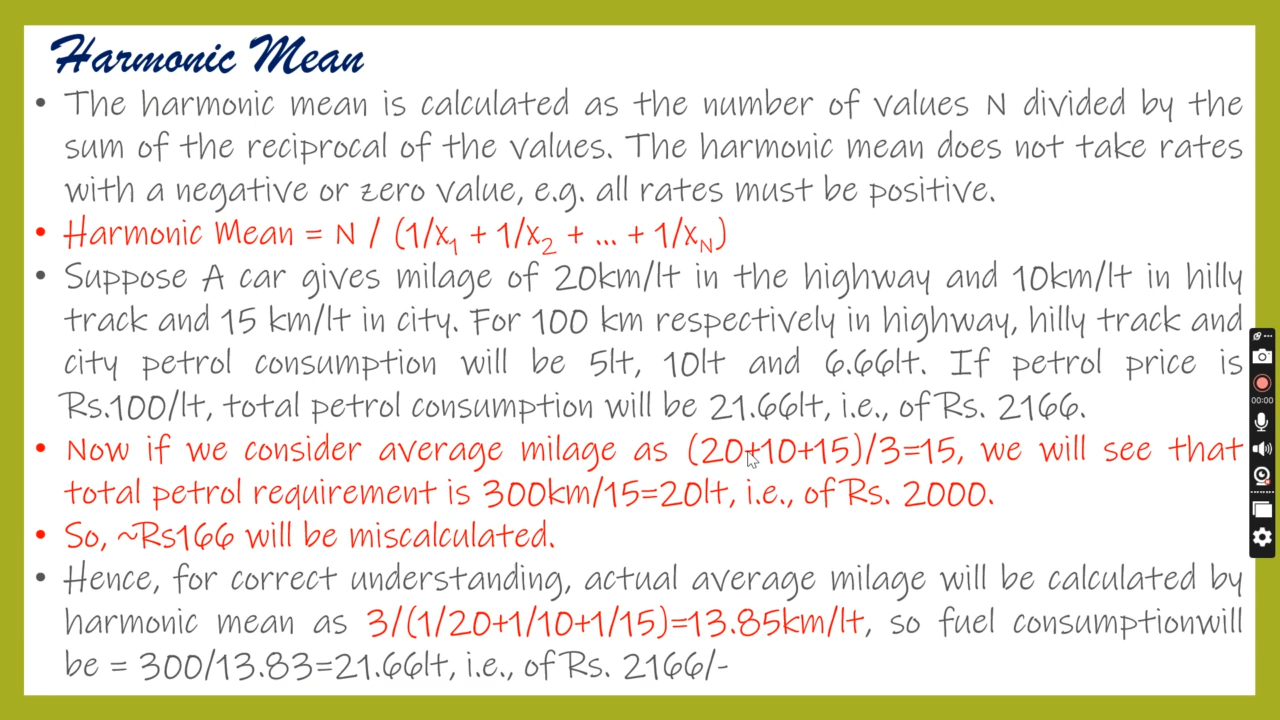 Harmonic Mean
• The harmonic mean is calculated as the number of values N divided by the
sum of the reciprocal of the values. The harmonic mean does not take rates
with a negative or zero value, e.g. all rates must be positive.
• Harmonic Mean = N / (1/x₁ + 1/x₂ + ... + 1/x_N)
• Suppose A car gives milage of 20km/lt in the highway and 10km/lt in hilly
track and 15 km/lt in city. For 100 km respectively in highway, hilly track and
city petrol consumption will be 5lt, 10lt and 6.66lt. If petrol price is
Rs.100/lt, total petrol consumption will be 21.66lt, i.e., of Rs. 2166.
• Now if we consider average milage as (20+10+15)/3=15, we will see that
total petrol requirement is 300km/15=20lt, i.e., of Rs. 2000.
• So, ~Rs166 will be miscalculated.
• Hence, for correct understanding, actual average milage will be calculated by
harmonic mean as 3/(1/20+1/10+1/15)=13.85km/lt, so fuel consumptionwill
be = 300/13.83=21.66lt, i.e., of Rs. 2166/-
00:00